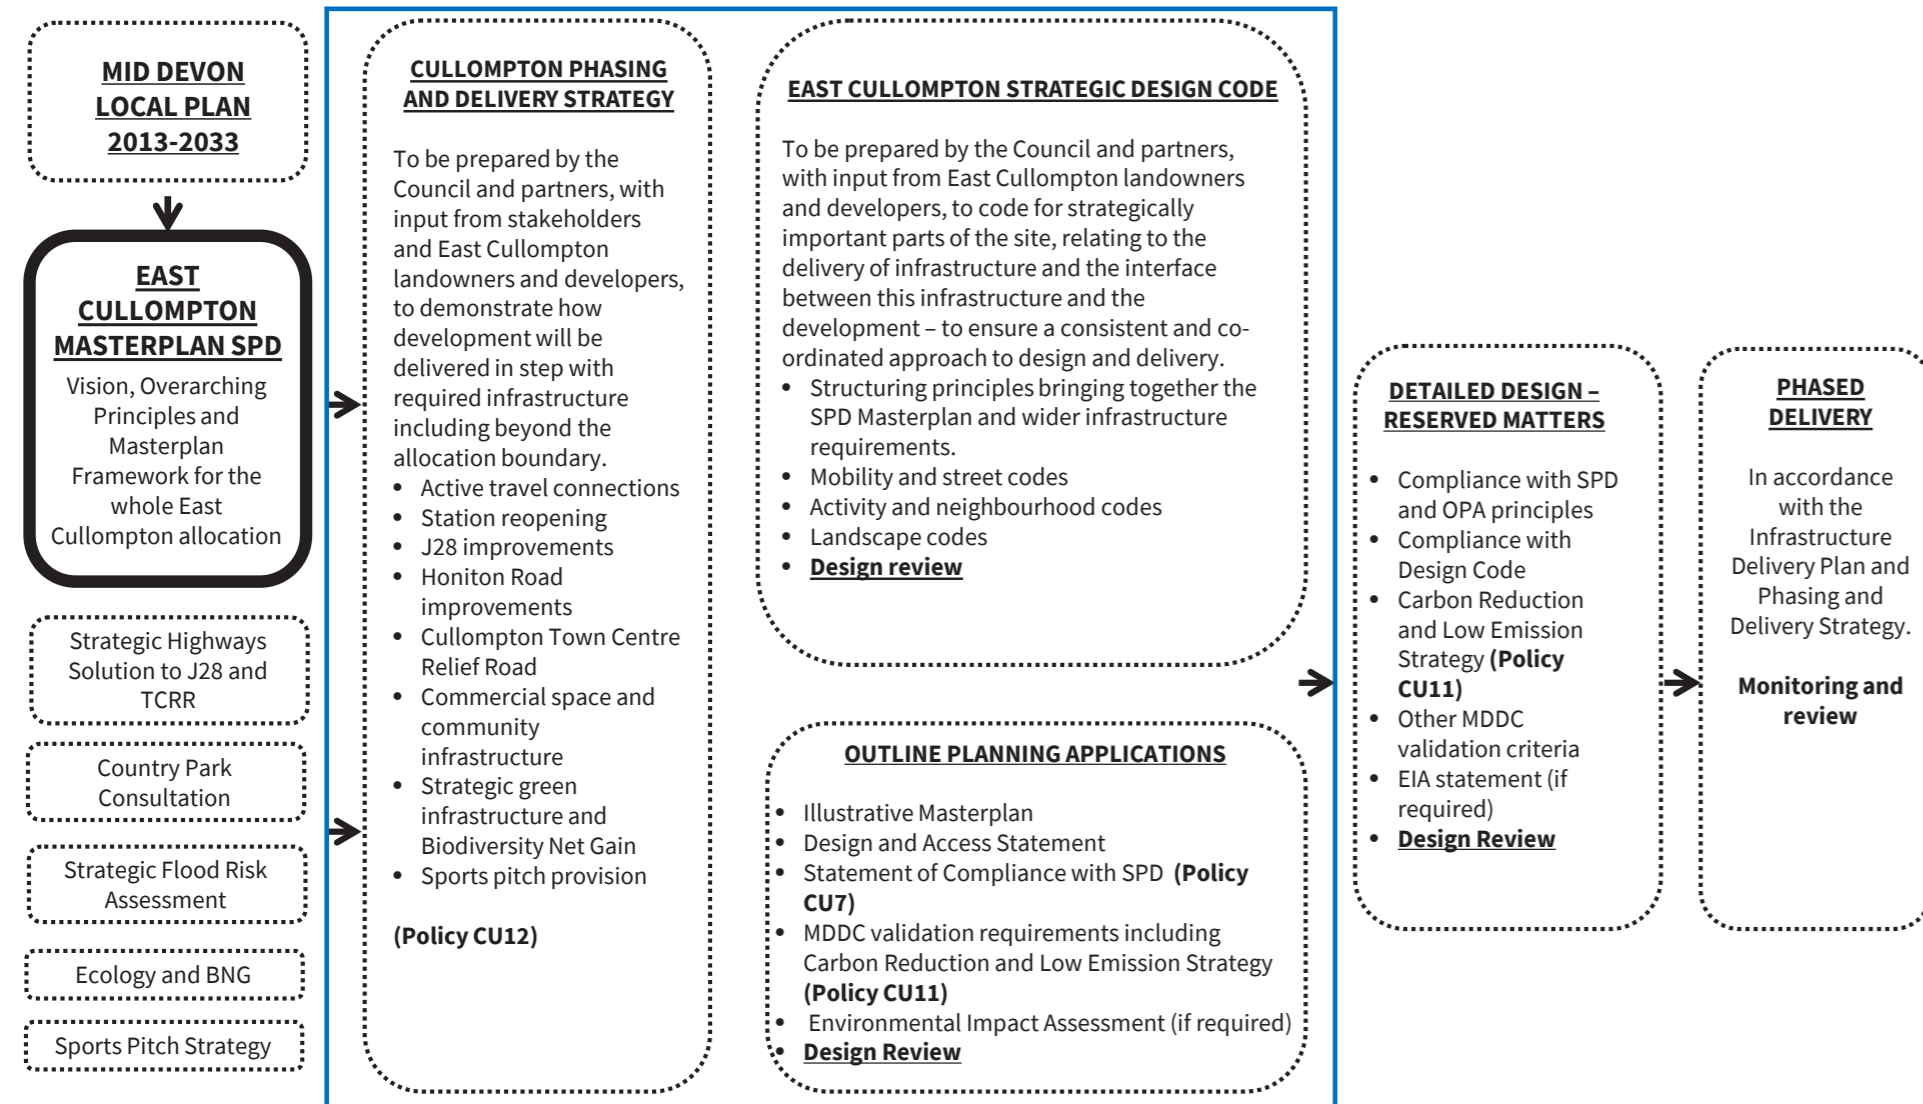 MID DEVON
LOCAL PLAN
2013-2033
EAST
CULLOMPTON
MASTERPLAN SPD
Vision, Overarching
Principles and
Masterplan
Framework for the
whole East
Cullompton allocation
Strategic Highways
Solution to J28 and
TCRR
Country Park
Consultation
Strategic Flood Risk
Assessment
Ecology and BNG
Sports Pitch Strategy
CULLOMPTON PHASING
AND DELIVERY STRATEGY
To be prepared by the
Council and partners, with
input from stakeholders
and East Cullompton
landowners and developers,
to demonstrate how
development will be
delivered in step with
required infrastructure
including beyond the
allocation boundary.
• Active travel connections
• Station reopening
• J28 improvements
• Honiton Road
improvements
• Cullompton Town Centre
Relief Road
• Commercial space and
community
infrastructure
• Strategic green
infrastructure and
Biodiversity Net Gain
• Sports pitch provision
(Policy CU12)
EAST CULLOMPTON STRATEGIC DESIGN CODE
To be prepared by the Council and partners,
with input from East Cullompton landowners
and developers, to code for strategically
important parts of the site, relating to the
delivery of infrastructure and the interface
between this infrastructure and the
development – to ensure a consistent and co-
ordinated approach to design and delivery.
• Structuring principles bringing together the
SPD Masterplan and wider infrastructure
requirements.
• Mobility and street codes
• Activity and neighbourhood codes
• Landscape codes
• Design review
OUTLINE PLANNING APPLICATIONS
• Illustrative Masterplan
• Design and Access Statement
• Statement of Compliance with SPD (Policy
CU7)
• MDDC validation requirements including
Carbon Reduction and Low Emission Strategy
(Policy CU11)
• Environmental Impact Assessment (if required)
• Design Review
DETAILED DESIGN –
RESERVED MATTERS
• Compliance with SPD
and OPA principles
• Compliance with
Design Code
• Carbon Reduction
and Low Emission
Strategy (Policy
CU11)
• Other MDDC
validation criteria
• EIA statement (if
required)
• Design Review
PHASED
DELIVERY
In accordance
with the
Infrastructure
Delivery Plan and
Phasing and
Delivery Strategy.
Monitoring and
review